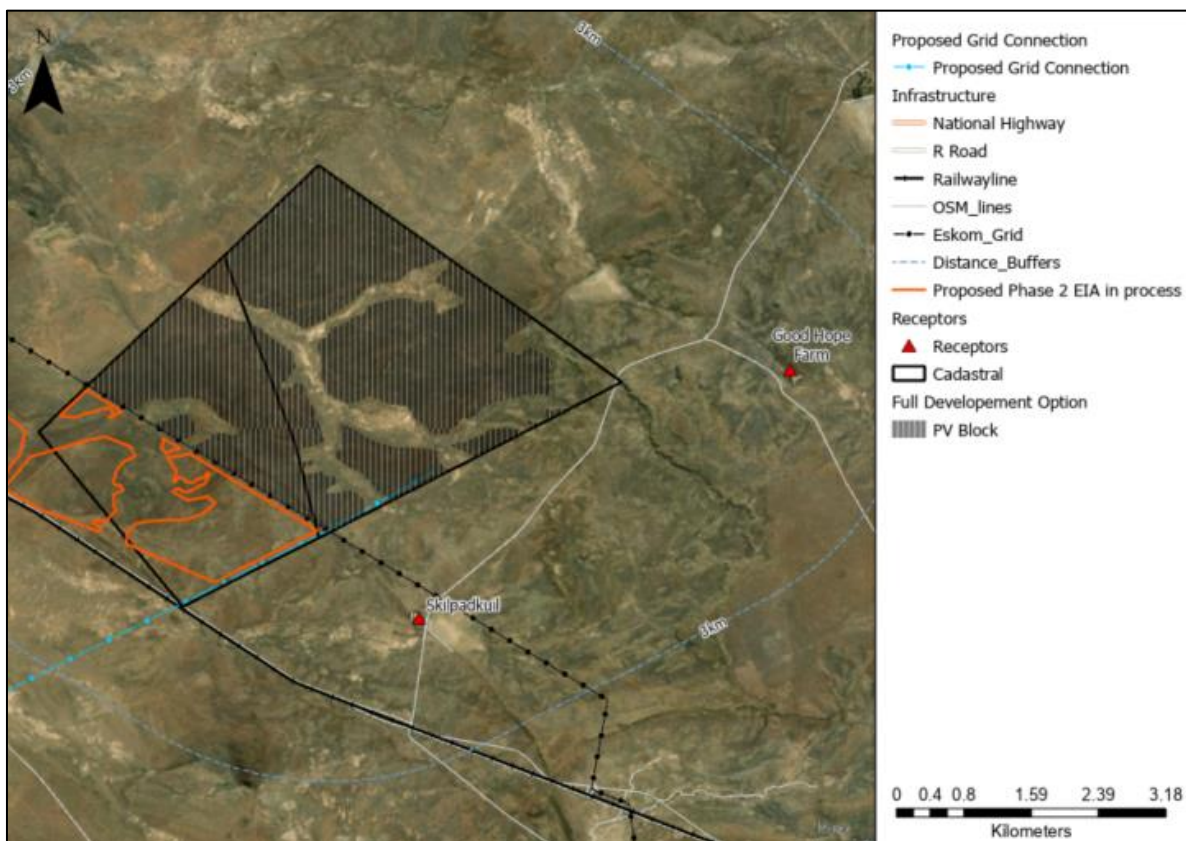 N
3km
3km
Good Hope
Farm
Skilpadkuil
3km
Proposed Grid Connection
Proposed Grid Connection
Infrastructure
National Highway
R Road
Railwayline
OSM_lines
Eskom_Grid
Distance_Buffers
Proposed Phase 2 EIA in process
Receptors
Receptors
Cadastral
Full Developement Option
PV Block
0 0.4 0.8 1.59 2.39 3.18
Kilometers